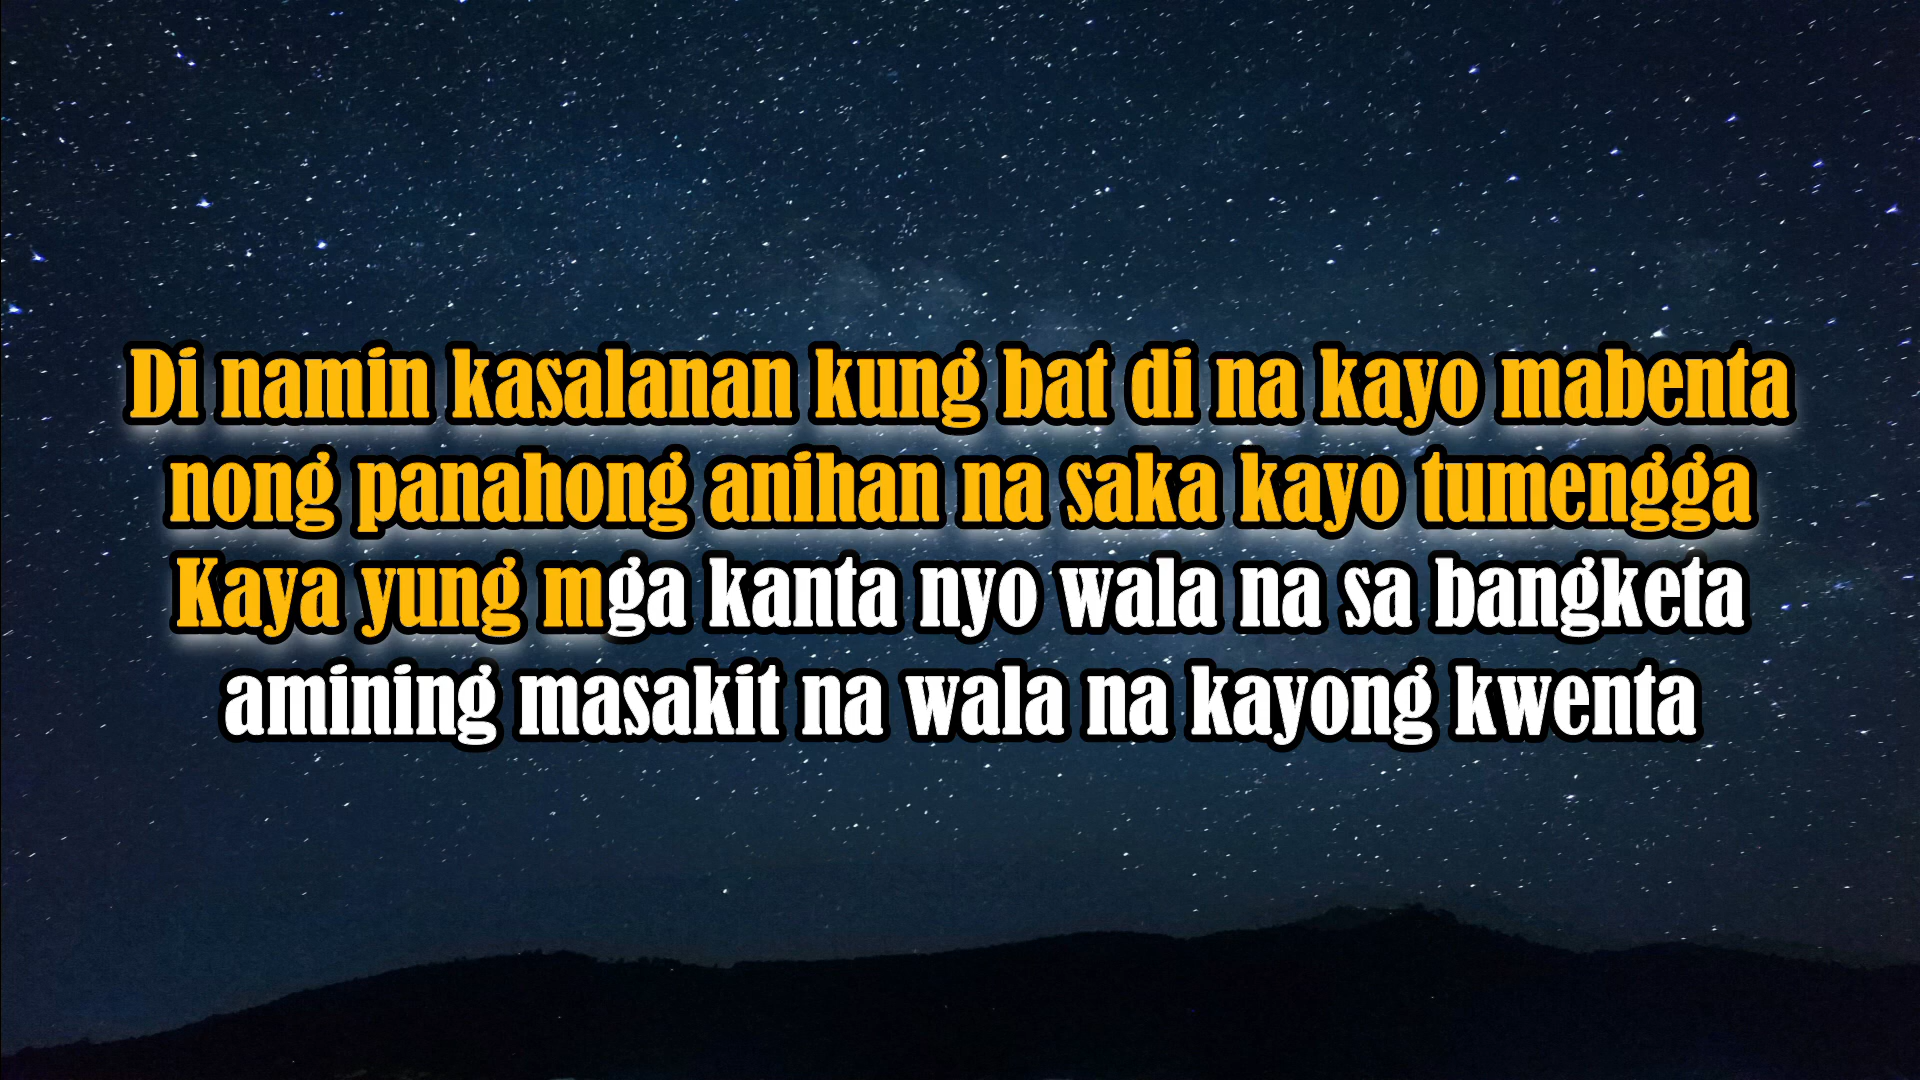 Di namin kasalanan kung bat di na kayo mabenta
nong panahong anihan na saka kayo tumengga
Kaya yung mga kanta nyo wala na sa bangketa
amining masakit na wala na kayong kwenta